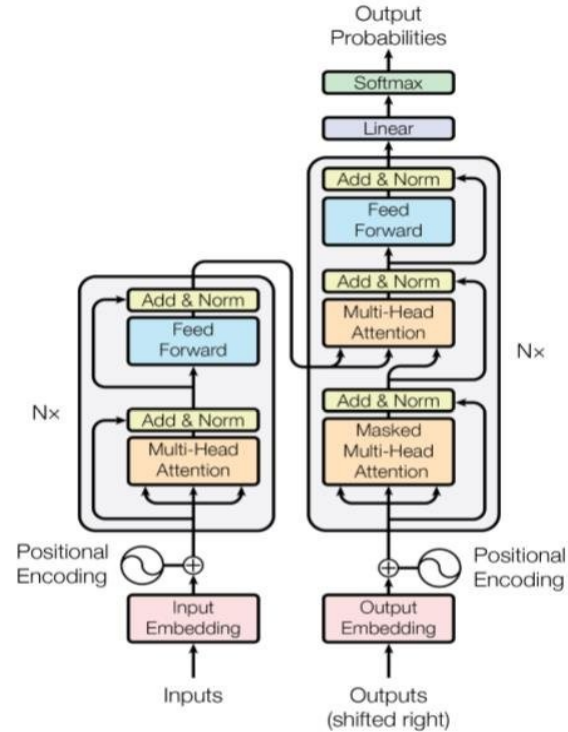 Output
Probabilities
Softmax
Linear
Add & Norm
Feed
Forward
Add & Norm
Multi-Head
Attention
Add & Norm
Masked
Multi-Head
Attention
Nx
Add & Norm
Feed
Forward
Add & Norm
Multi-Head
Attention
Nx
Positional
Encoding
Positional
Encoding
Input
Embedding
Output
Embedding
Inputs
Outputs
(shifted right)